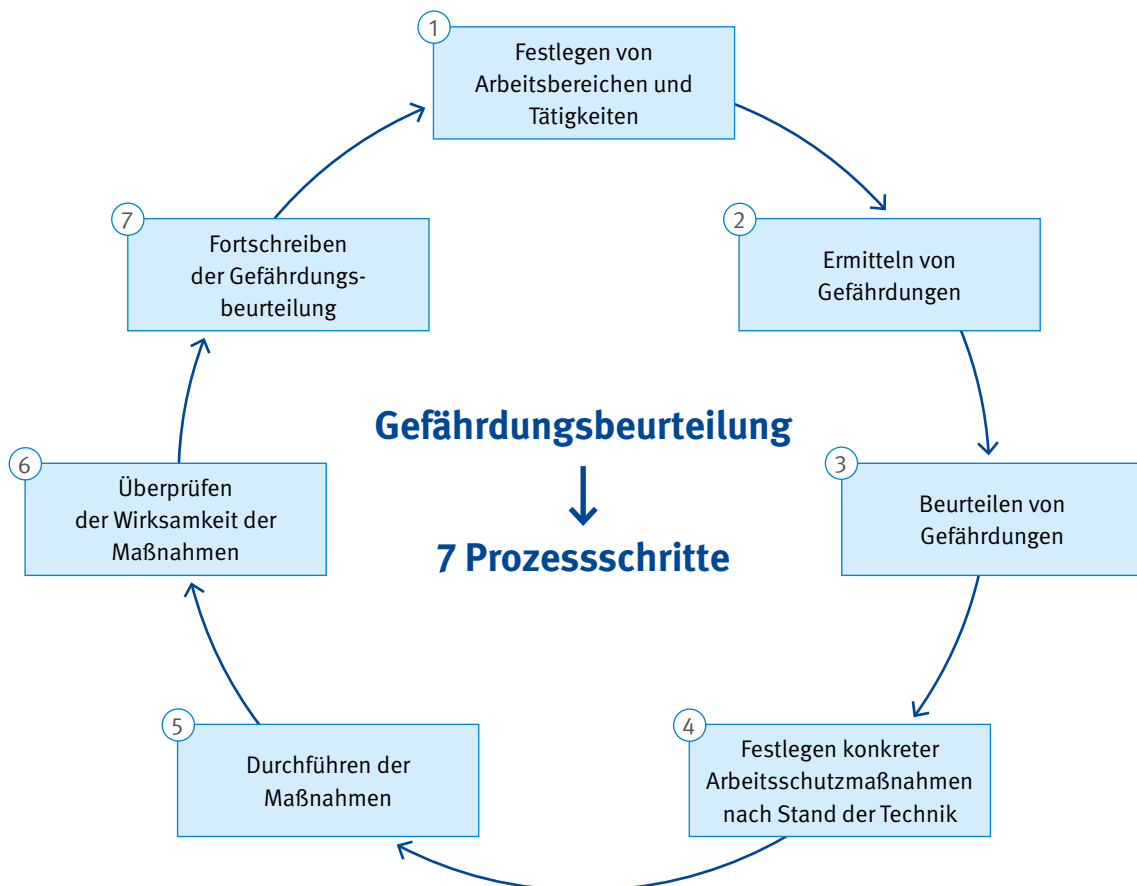 1
Festlegen von
Arbeitsbereichen und
Tätigkeiten
2
Ermitteln von
Gefährdungen
3
Beurteilen von
Gefährdungen
4
Festlegen konkreter
Arbeitsschutzmaßnahmen
nach Stand der Technik
5
Durchführen der
Maßnahmen
6
Überprüfen
der Wirksamkeit der
Maßnahmen
7
Fortschreiben
der Gefährdungs-
beurteilung
Gefährdungsbeurteilung
7 Prozessschritte